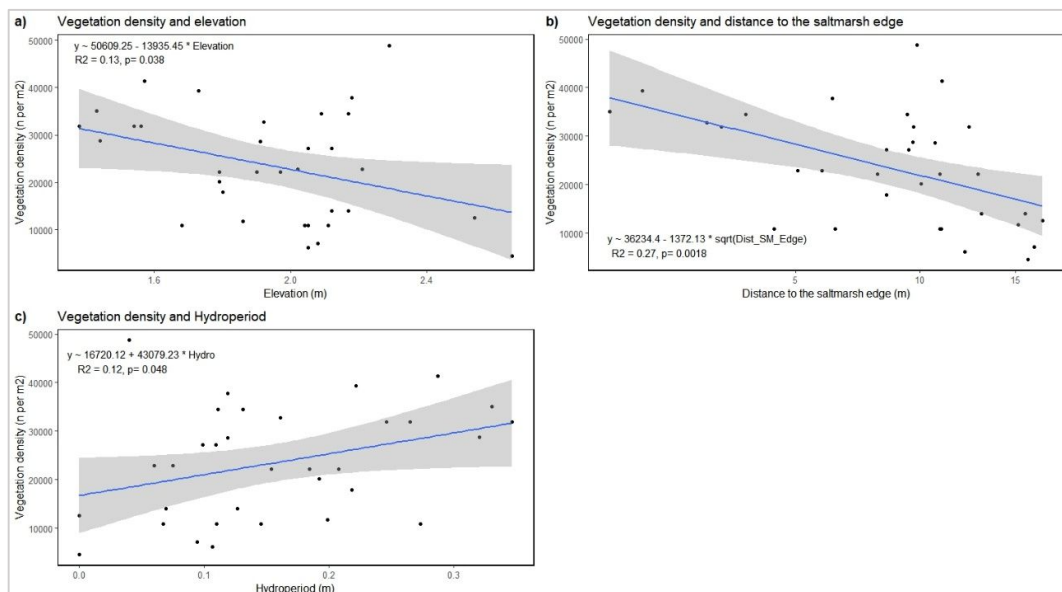 a) Vegetation density and elevation
y ~ 50609.25 - 13935.45 * Elevation
R2 = 0.13, p= 0.038
Vegetation density (n per m2)
50000
40000
30000
20000
10000
1.6 2.0 2.4
Elevation (m)
b) Vegetation density and distance to the saltmarsh edge
Vegetation density (n per m2)
50000
40000
30000
20000
10000
y ~ 36234.4 - 1372.13 * sqrt(Dist_SM_Edge)
R2 = 0.27, p= 0.0018
5 10 15
Distance to the saltmarsh edge (m)
c) Vegetation density and Hydroperiod
y ~ 16720.12 + 43079.23 * Hydro
R2 = 0.12, p= 0.048
Vegetation density (n per m2)
50000
40000
30000
20000
10000
0.0 0.1 0.2 0.3
Hydroperiod (m)